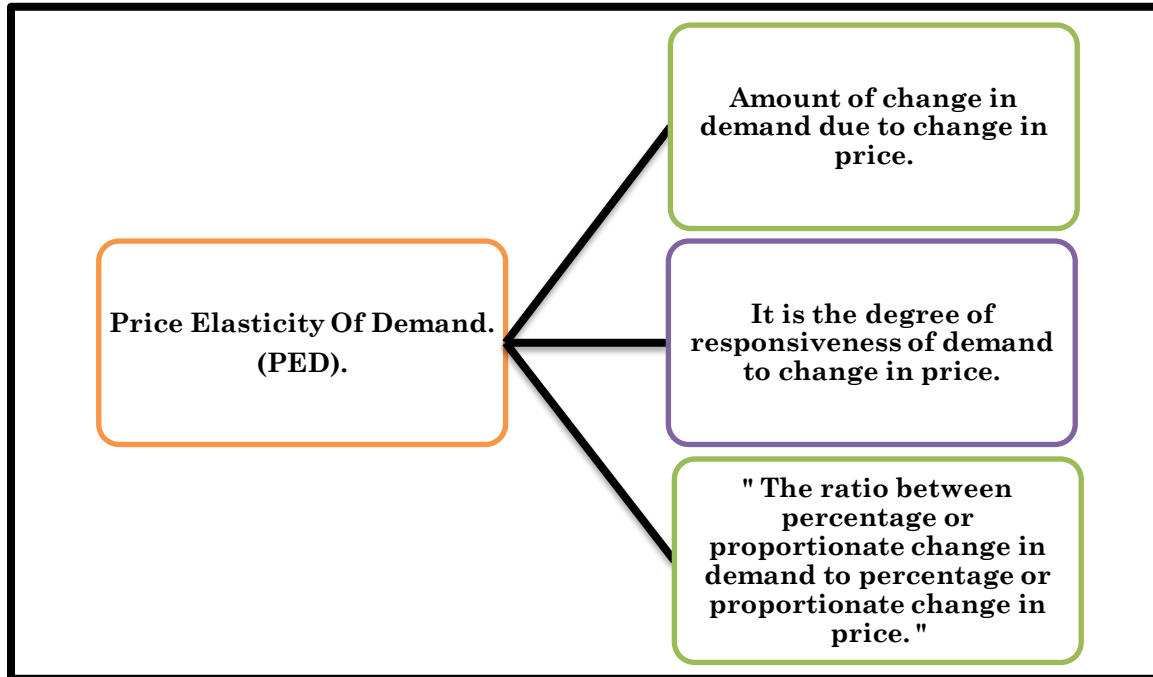 Amount of change in
demand due to change in
price.
Price Elasticity Of Demand.
(PED).
It is the degree of
responsiveness of demand
to change in price.
" The ratio between
percentage or
proportionate change in
demand to percentage or
proportionate change in
price. "